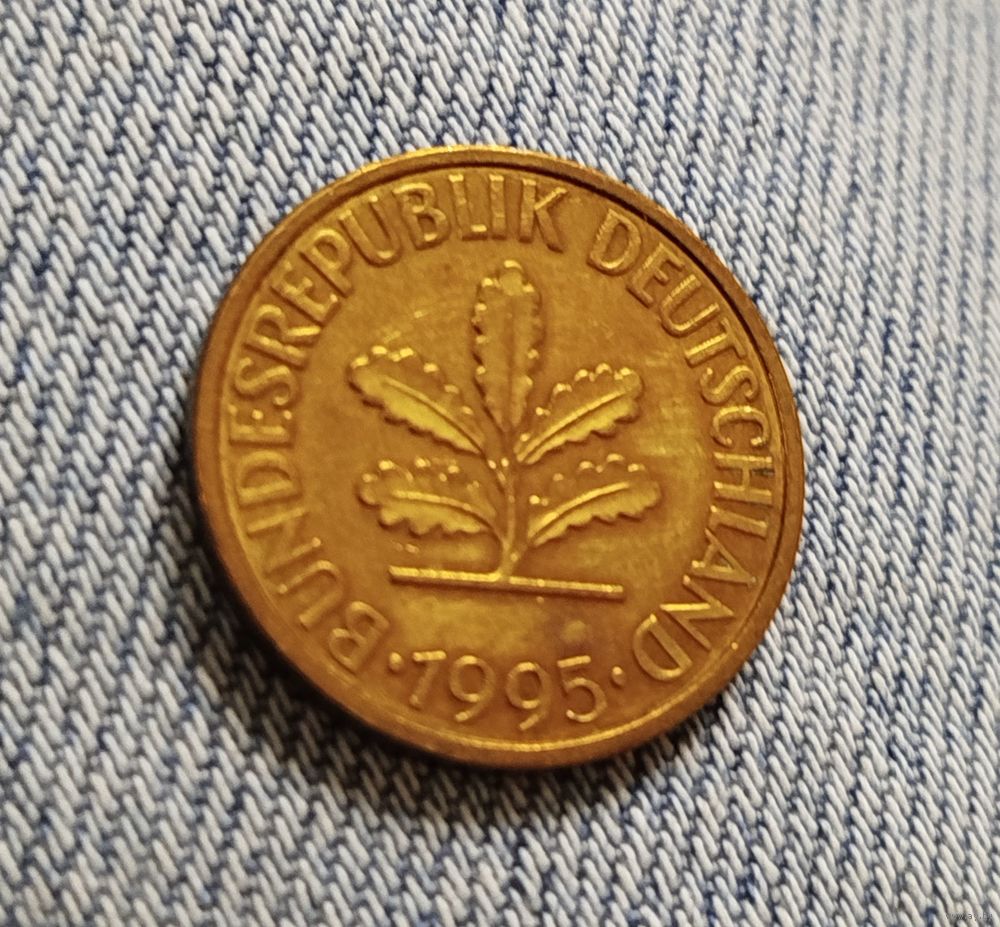 BUNDESREPUBLIK DEUTSCHLAND
· 1995 ·